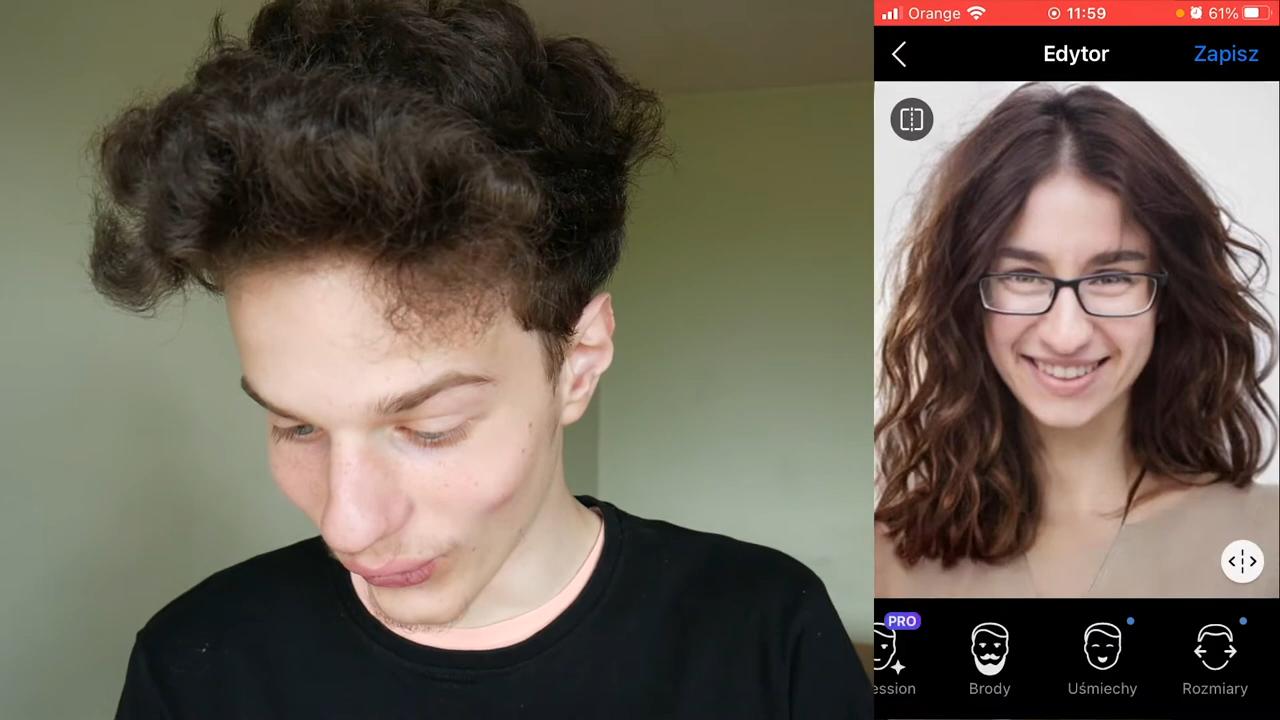 Orange 11:59 61%
Edytor Zapisz
PRO
ession Brody Uśmiechy Rozmiary